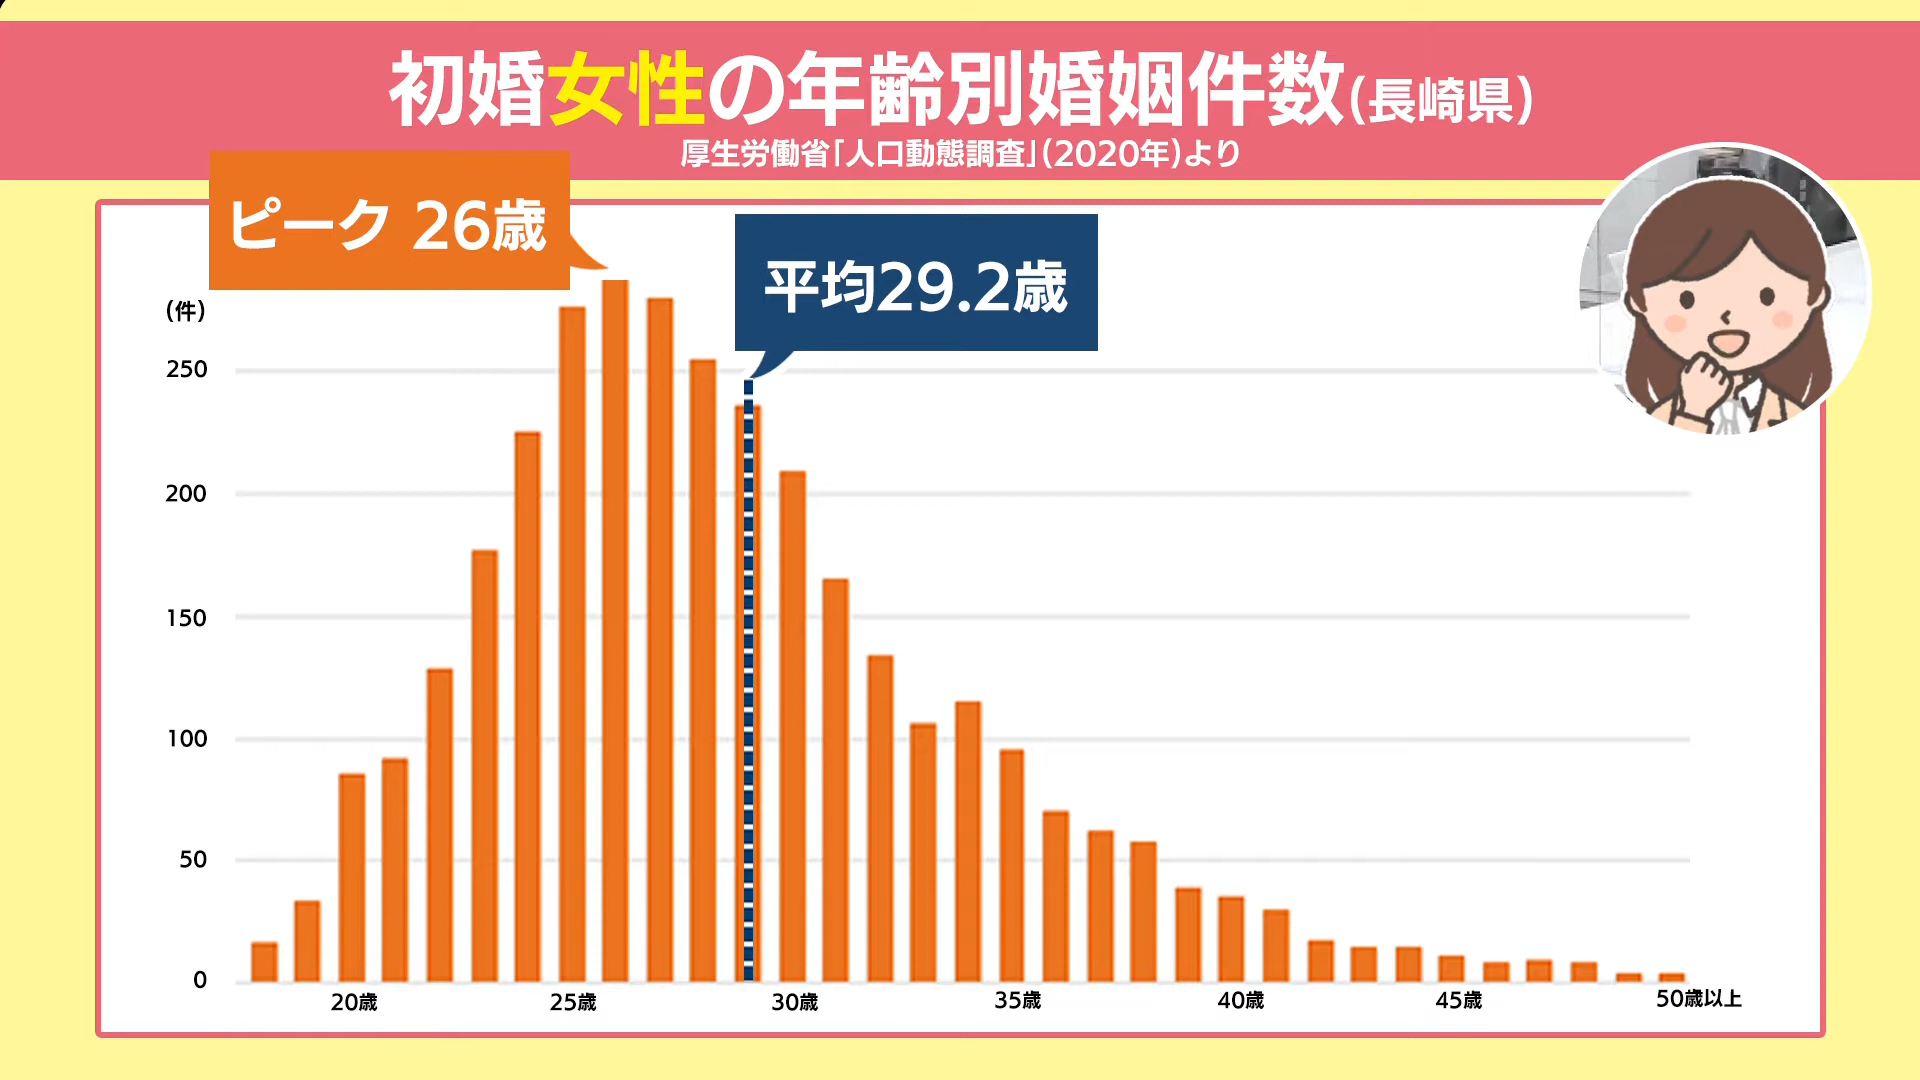 初婚女性の年齢別婚姻件数(長崎県)
厚生労働省「人口動態調査」(2020年)より
ピーク 26歳
平均29.2歳
(件)
250
200
150
100
50
0
20歳
25歳
30歳
35歳
40歳
45歳
50歳以上